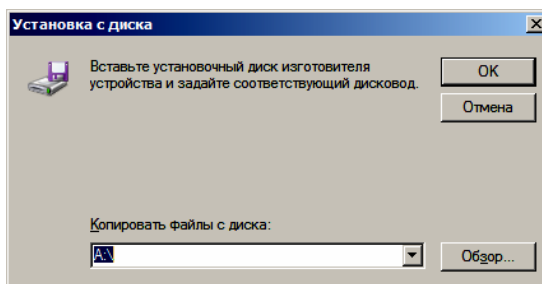 Установка с диска
Вставьте установочный диск изготовителя
устройства и задайте соответствующий дисковод.
OK
Отмена
Копировать файлы с диска:
A:\
Обзор...